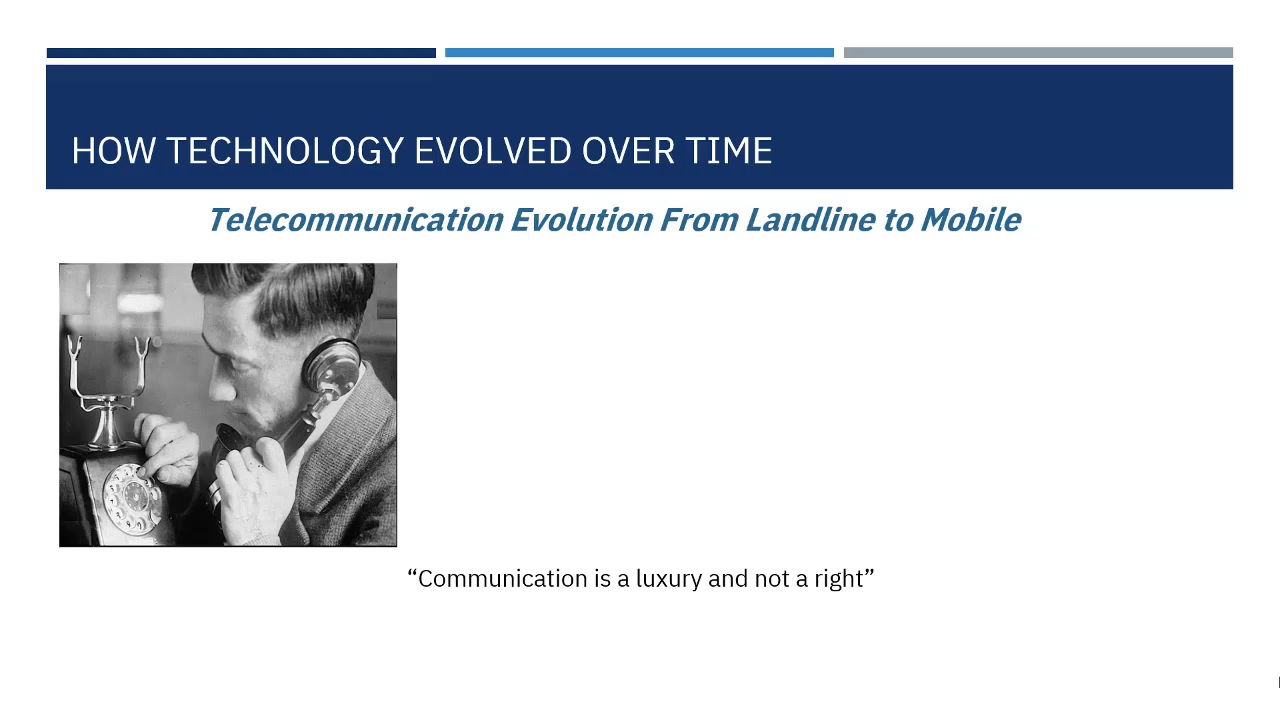 HOW TECHNOLOGY EVOLVED OVER TIME
Telecommunication Evolution From Landline to Mobile
“Communication is a luxury and not a right”